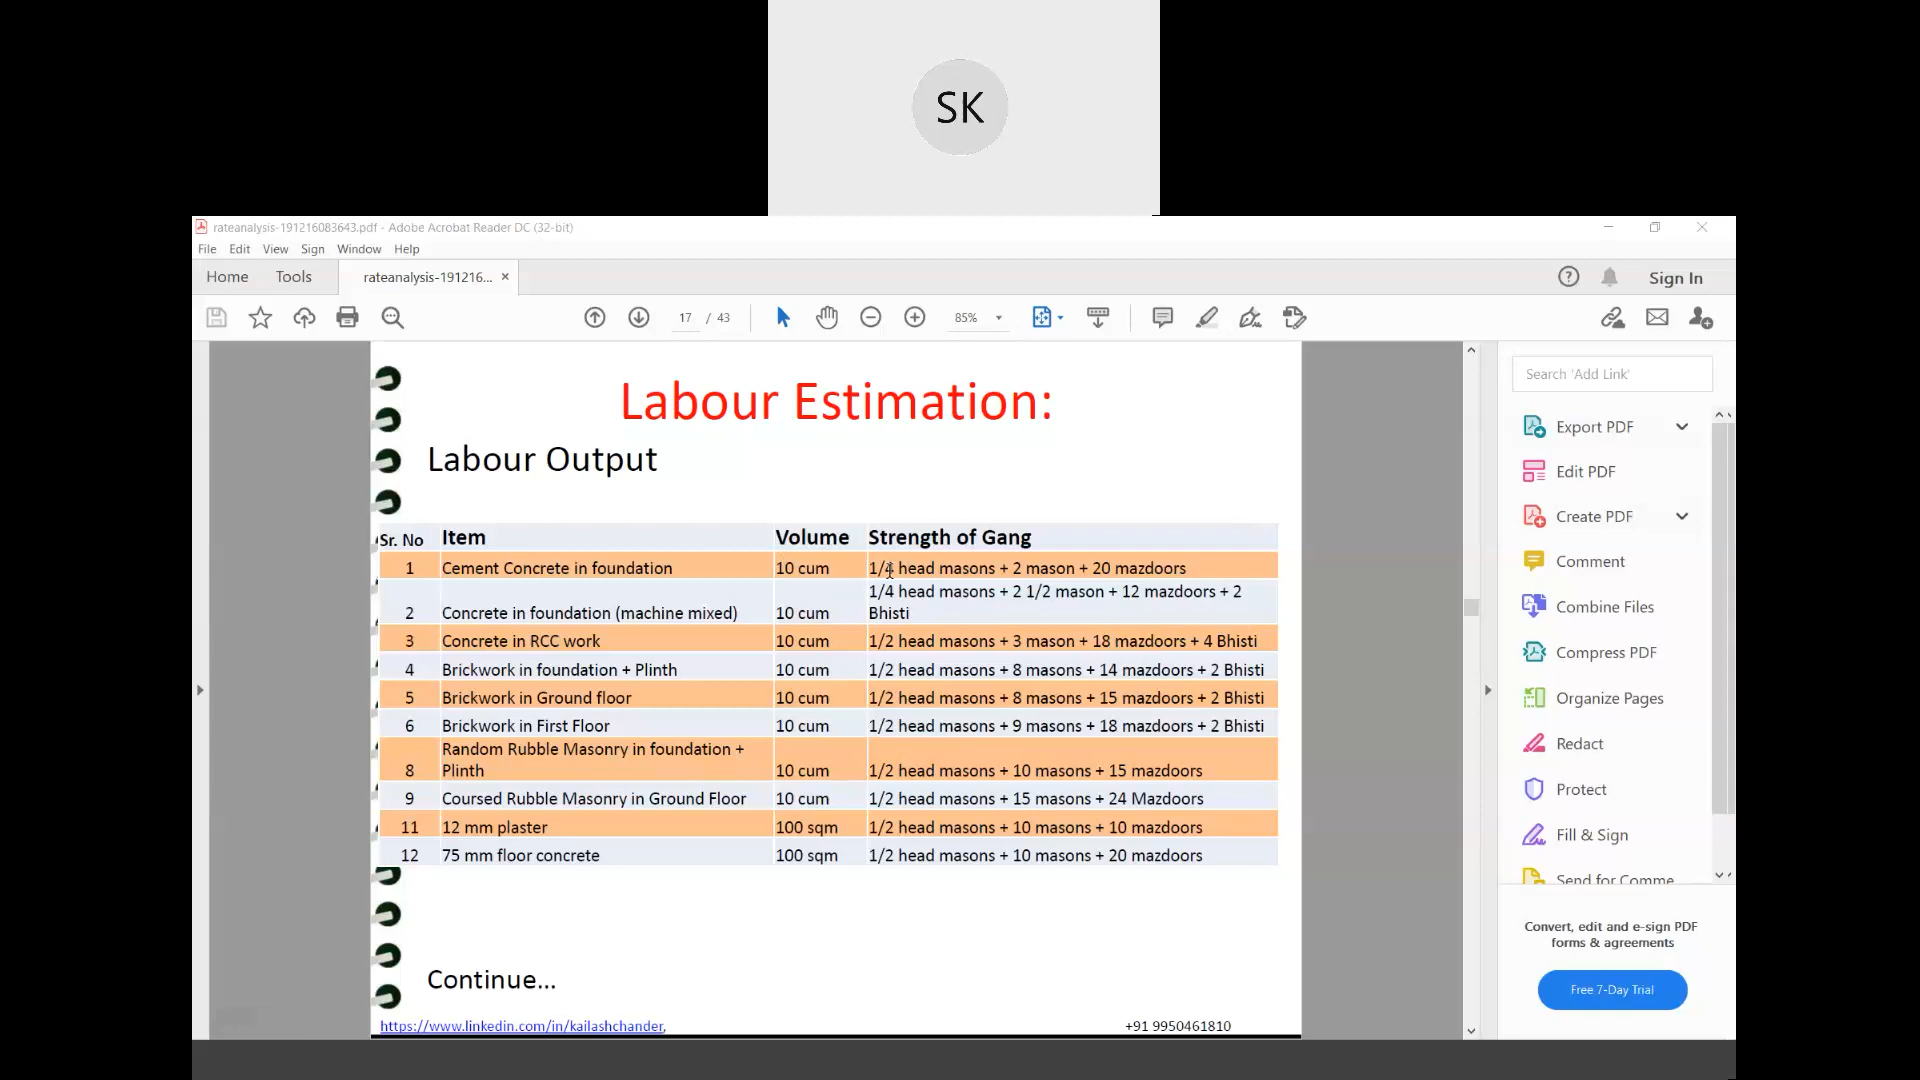 SK
rateanalysis-191216083643.pdf - Adobe Acrobat Reader DC (32-bit)
File Edit View Sign Window Help
Home Tools rateanalysis-191216... × ? Sign In
17 / 43 85%
Labour Estimation:
Labour Output
Sr. No Item Volume Strength of Gang
1 Cement Concrete in foundation 10 cum 1/4 head masons + 2 mason + 20 mazdoors
2 Concrete in foundation (machine mixed) 10 cum 1/4 head masons + 2 1/2 mason + 12 mazdoors + 2
Bhisti
3 Concrete in RCC work 10 cum 1/2 head masons + 3 mason + 18 mazdoors + 4 Bhisti
4 Brickwork in foundation + Plinth 10 cum 1/2 head masons + 8 masons + 14 mazdoors + 2 Bhisti
5 Brickwork in Ground floor 10 cum 1/2 head masons + 8 masons + 15 mazdoors + 2 Bhisti
6 Brickwork in First Floor 10 cum 1/2 head masons + 9 masons + 18 mazdoors + 2 Bhisti
Random Rubble Masonry in foundation +
8 Plinth 10 cum 1/2 head masons + 10 masons + 15 mazdoors
9 Coursed Rubble Masonry in Ground Floor 10 cum 1/2 head masons + 15 masons + 24 Mazdoors
11 12 mm plaster 100 sqm 1/2 head masons + 10 masons + 10 mazdoors
12 75 mm floor concrete 100 sqm 1/2 head masons + 10 masons + 20 mazdoors
Continue...
https://www.linkedin.com/in/kailashchander, +91 9950461810
Search 'Add Link'
Export PDF
Edit PDF
Create PDF
Comment
Combine Files
Compress PDF
Organize Pages
Redact
Protect
Fill & Sign
Send for Comme
Convert, edit and e-sign PDF
forms & agreements
Free 7-Day Trial